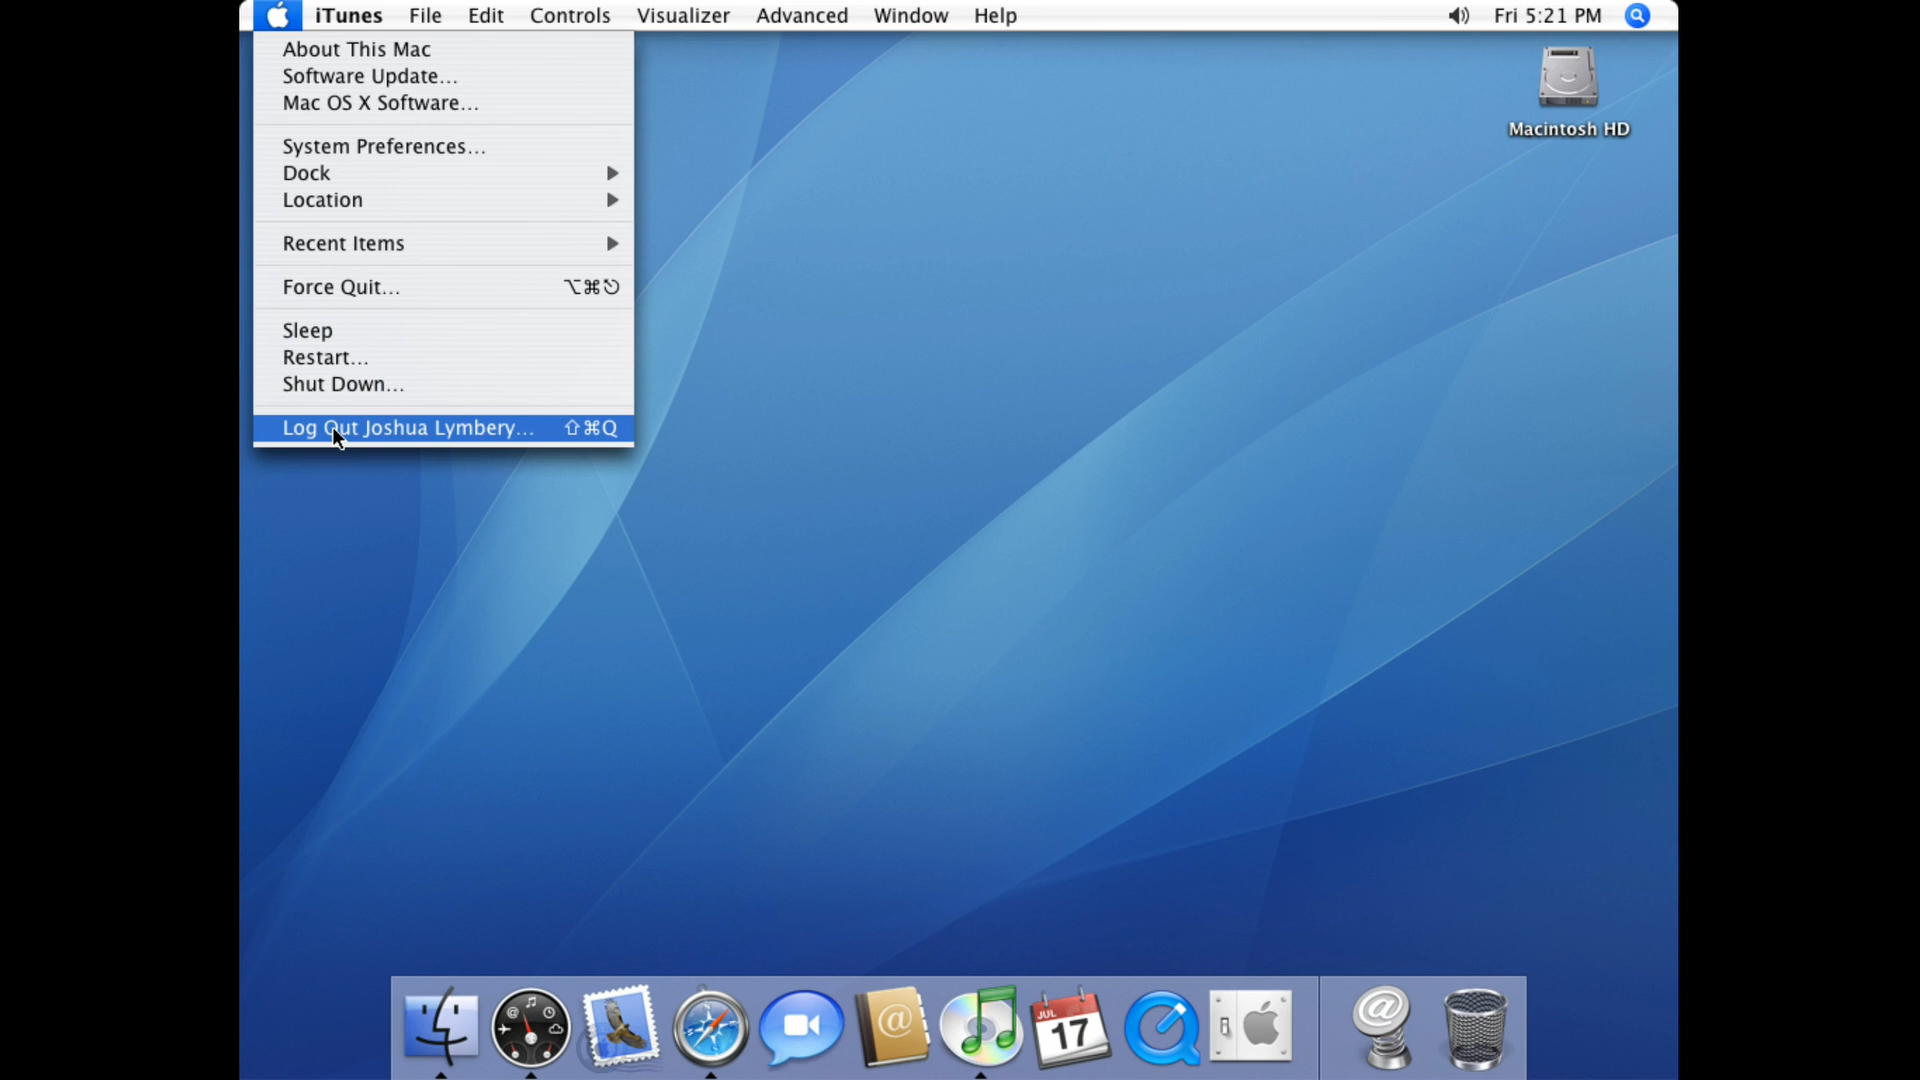 iTunes File Edit Controls Visualizer Advanced Window Help Fri 5:21 PM
About This Mac
Software Update...
Mac OS X Software...
System Preferences...
Dock
Location
Recent Items
Force Quit... ⌥⌘⎋
Sleep
Restart...
Shut Down...
Log Out Joshua Lymbery... ⇧⌘Q
Macintosh HD
@
JUL
17
@